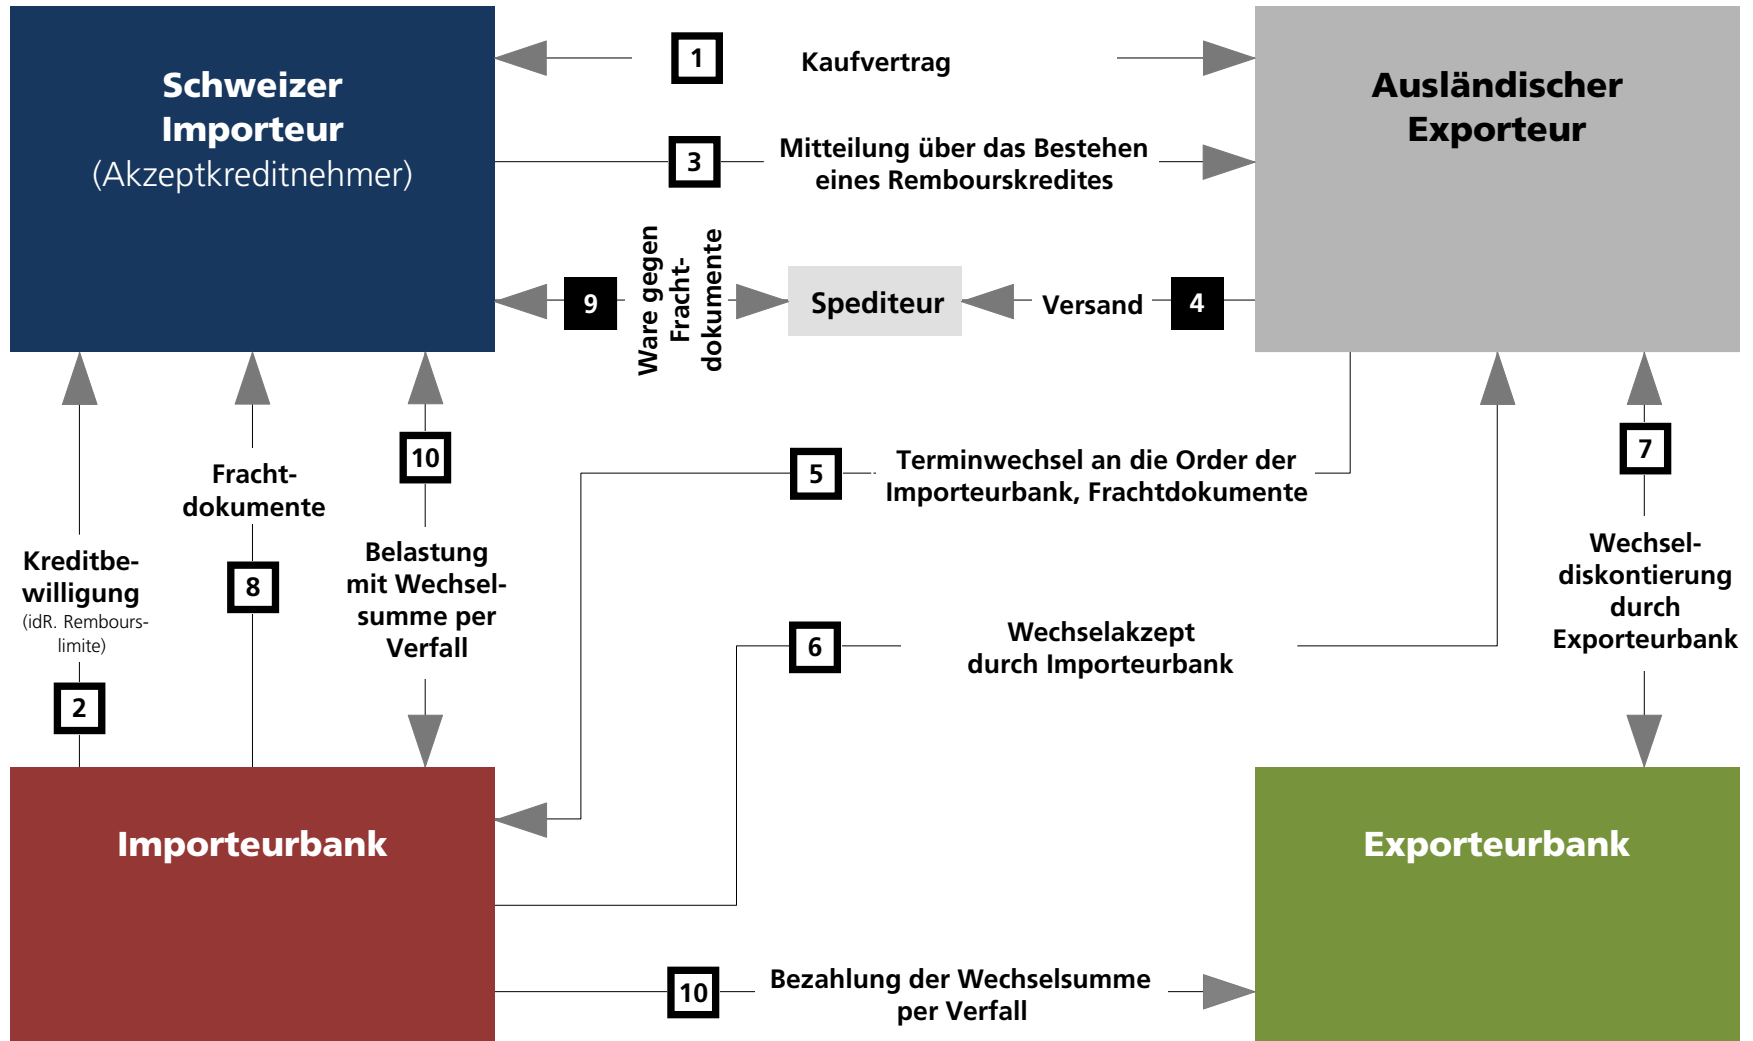 Schweizer
Importeur
(Akzeptkreditnehmer)
1
Kaufvertrag
Ausländischer
Exporteur
3
Mitteilung über das Bestehen
eines Rembourskredites
9
Ware gegen
Fracht-
dokumente
Spediteur
Versand
4
Kreditbe-
willigung
(idR. Rembours-
limite)
2
Fracht-
dokumente
8
10
Belastung
mit Wechsel-
summe per
Verfall
5
Terminwechsel an die Order der
Importeurbank, Frachtdokumente
6
Wechselakzept
durch Importeurbank
7
Wechsel-
diskontierung
durch
Exporteurbank
Importeurbank
Exporteurbank
10
Bezahlung der Wechselsumme
per Verfall